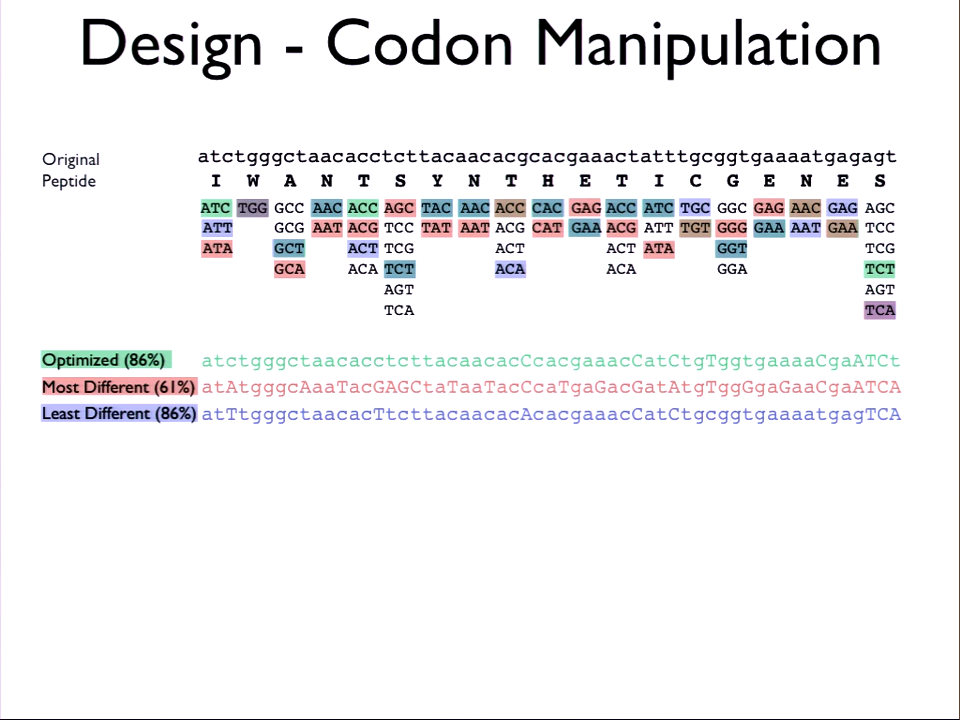 Design - Codon Manipulation
Original atctgggctaacacctcttacaacacgcacgaaactatttgcggtgaaaatgagagt
Peptide I W A N T S Y N T H E T I C G E N E S
ATC TGG GCC AAC ACC AGC TAC AAC ACC CAC GAG ACC ATC TGC GGC GAG AAC GAG AGC
ATT GCG AAT ACG TCC TAT AAT ACG CAT GAA ACG ATT TGT GGG GAA AAT GAA TCC
ATA GCT ACT TCG ACT ACT ATA GGT TCG
GCA ACA TCT ACA ACA GGA TCT
AGT AGT
TCA TCA
Optimized (86%) atctgggctaacacctcttacaacacCcacgaaacCatCtgTggtgaaaaCgaATCt
Most Different (61%) atAtgggcAaaTacGAGCtaTaaTacCcaTgaGacGatAtgTggGgaGaaCgaATCA
Least Different (86%) atTtgggctaacacTtcttacaacacAcacgaaacCatCtgcggtgaaaatgagTCA